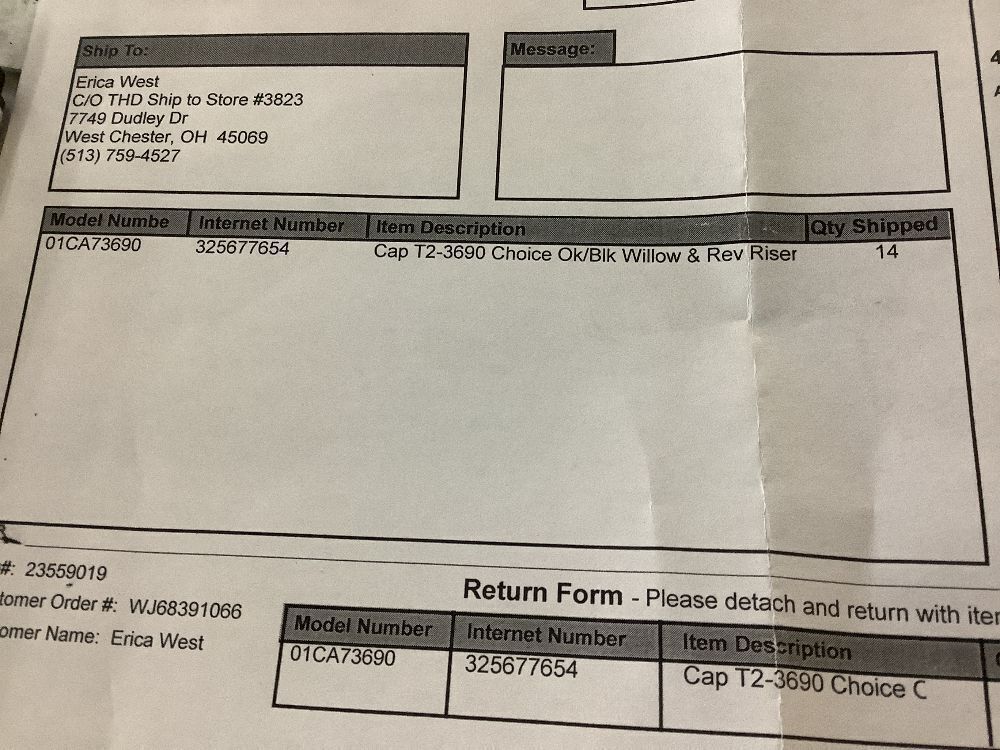 Ship To:
Message:
Erica West
C/O THD Ship to Store #3823
7749 Dudley Dr
West Chester, OH 45069
(513) 759-4527
Model Numbe Internet Number Item Description Qty Shipped
01CA73690 325677654 Cap T2-3690 Choice Ok/Blk Willow & Rev Riser 14
#: 23559019
tomer Order #: WJ68391066
omer Name: Erica West
Return Form - Please detach and return with iter
Model Number Internet Number Item Description
01CA73690 325677654 Cap T2-3690 Choice C